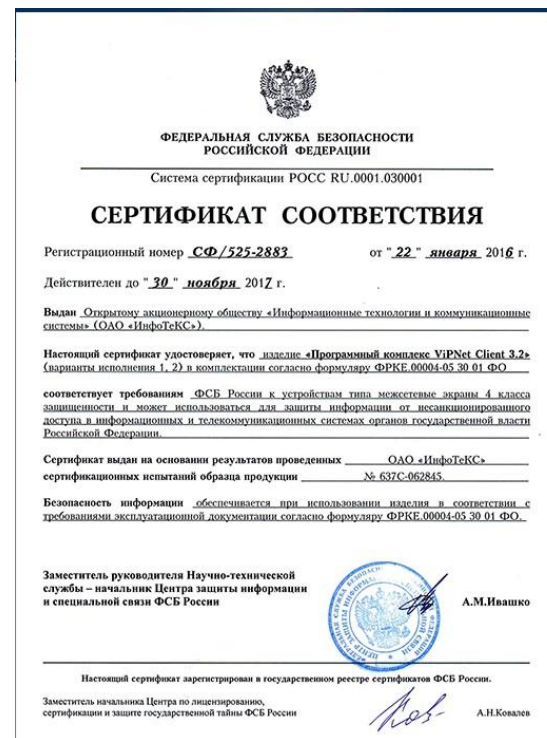 ФЕДЕРАЛЬНАЯ СЛУЖБА БЕЗОПАСНОСТИ
РОССИЙСКОЙ ФЕДЕРАЦИИ
Система сертификации РОСС RU.0001.030001
СЕРТИФИКАТ СООТВЕТСТВИЯ
Регистрационный номер СФ/525-2883 от "22" января 2016 г.
Действителен до "30" ноября 2017 г.
Выдан Открытому акционерному обществу «Информационные технологии и коммуникационные
системы» (ОАО «ИнфоТеКС»).
Настоящий сертификат удостоверяет, что изделие «Программный комплекс ViPNet Client 3.2»
(варианты исполнения 1, 2) в комплектации согласно формуляру ФРКЕ.00004-05 30 01 ФО
соответствует требованиям ФСБ России к устройствам типа межсетевые экраны 4 класса
защищенности и может использоваться для защиты информации от несанкционированного
доступа в информационных и телекоммуникационных системах органов государственной власти
Российской Федерации.
Сертификат выдан на основании результатов проведенных ОАО «ИнфоТеКС»
сертификационных испытаний образца продукции № 637С-062845.
Безопасность информации обеспечивается при использовании изделия в соответствии с
требованиями эксплуатационной документации согласно формуляру ФРКЕ.00004-05 30 01 ФО.
Заместитель руководителя Научно-технической
службы – начальник Центра защиты информации
и специальной связи ФСБ России А.М.Ивашко
Настоящий сертификат зарегистрирован в государственном реестре сертификатов ФСБ России.
Заместитель начальника Центра по лицензированию,
сертификации и защите государственной тайны ФСБ России А.Н.Ковалев